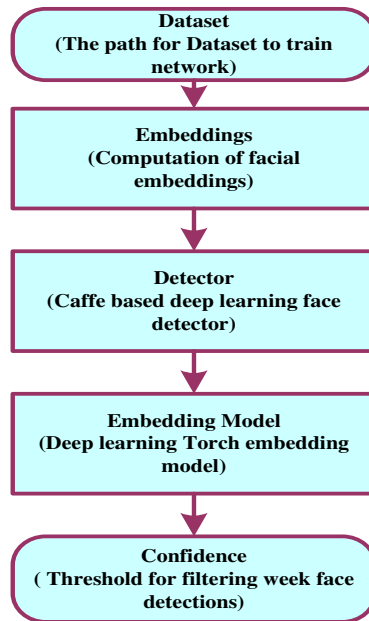 Dataset
(The path for Dataset to train
network)
Embeddings
(Computation of facial
embeddings)
Detector
(Caffe based deep learning face
detector)
Embedding Model
(Deep learning Torch embedding
model)
Confidence
( Threshold for filtering week face
detections)